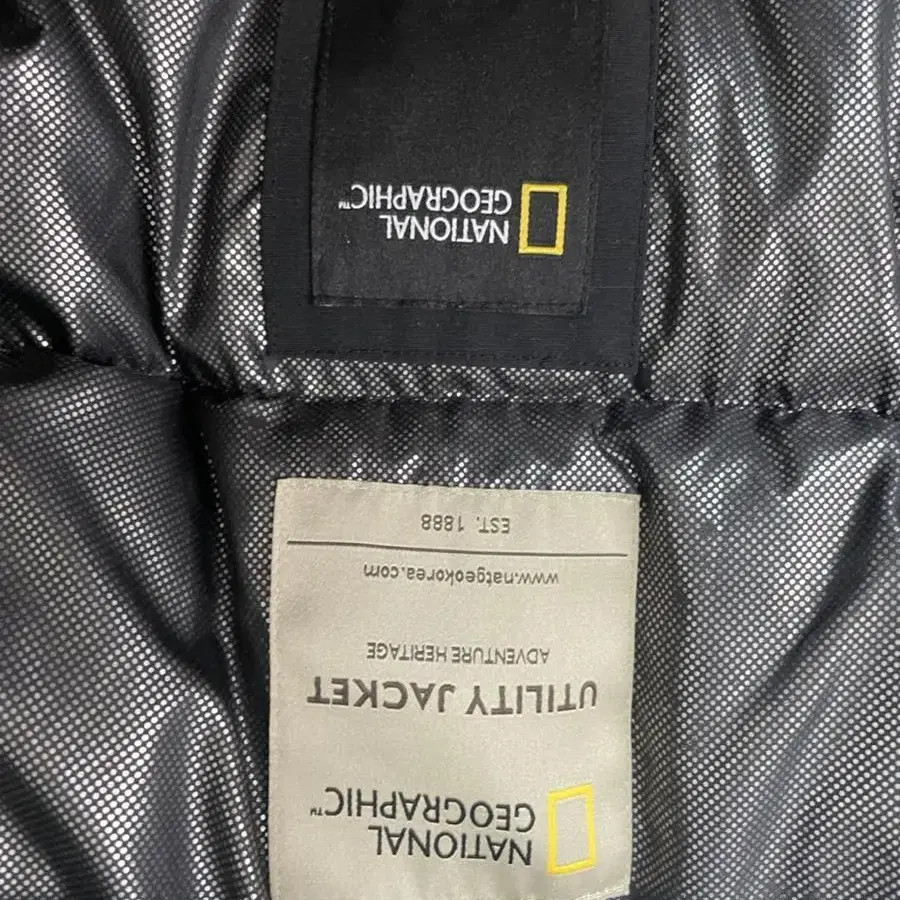 NATIONAL
GEOGRAPHIC™
NATIONAL
GEOGRAPHIC™
UTILITY JACKET
ADVENTURE HERITAGE
www.natgeokorea.com
EST. 1888